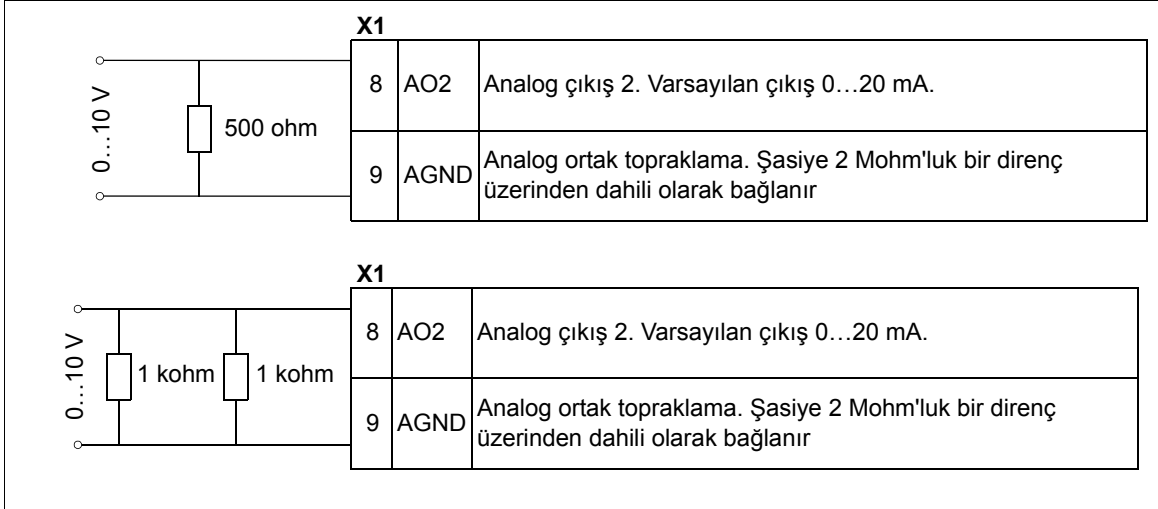 X1
0…10 V
500 ohm
8 AO2 Analog çıkış 2. Varsayılan çıkış 0…20 mA.
9 AGND Analog ortak topraklama. Şasiye 2 Mohm'luk bir direnç
üzerinden dahili olarak bağlanır
X1
0…10 V
1 kohm 1 kohm
8 AO2 Analog çıkış 2. Varsayılan çıkış 0…20 mA.
9 AGND Analog ortak topraklama. Şasiye 2 Mohm'luk bir direnç
üzerinden dahili olarak bağlanır